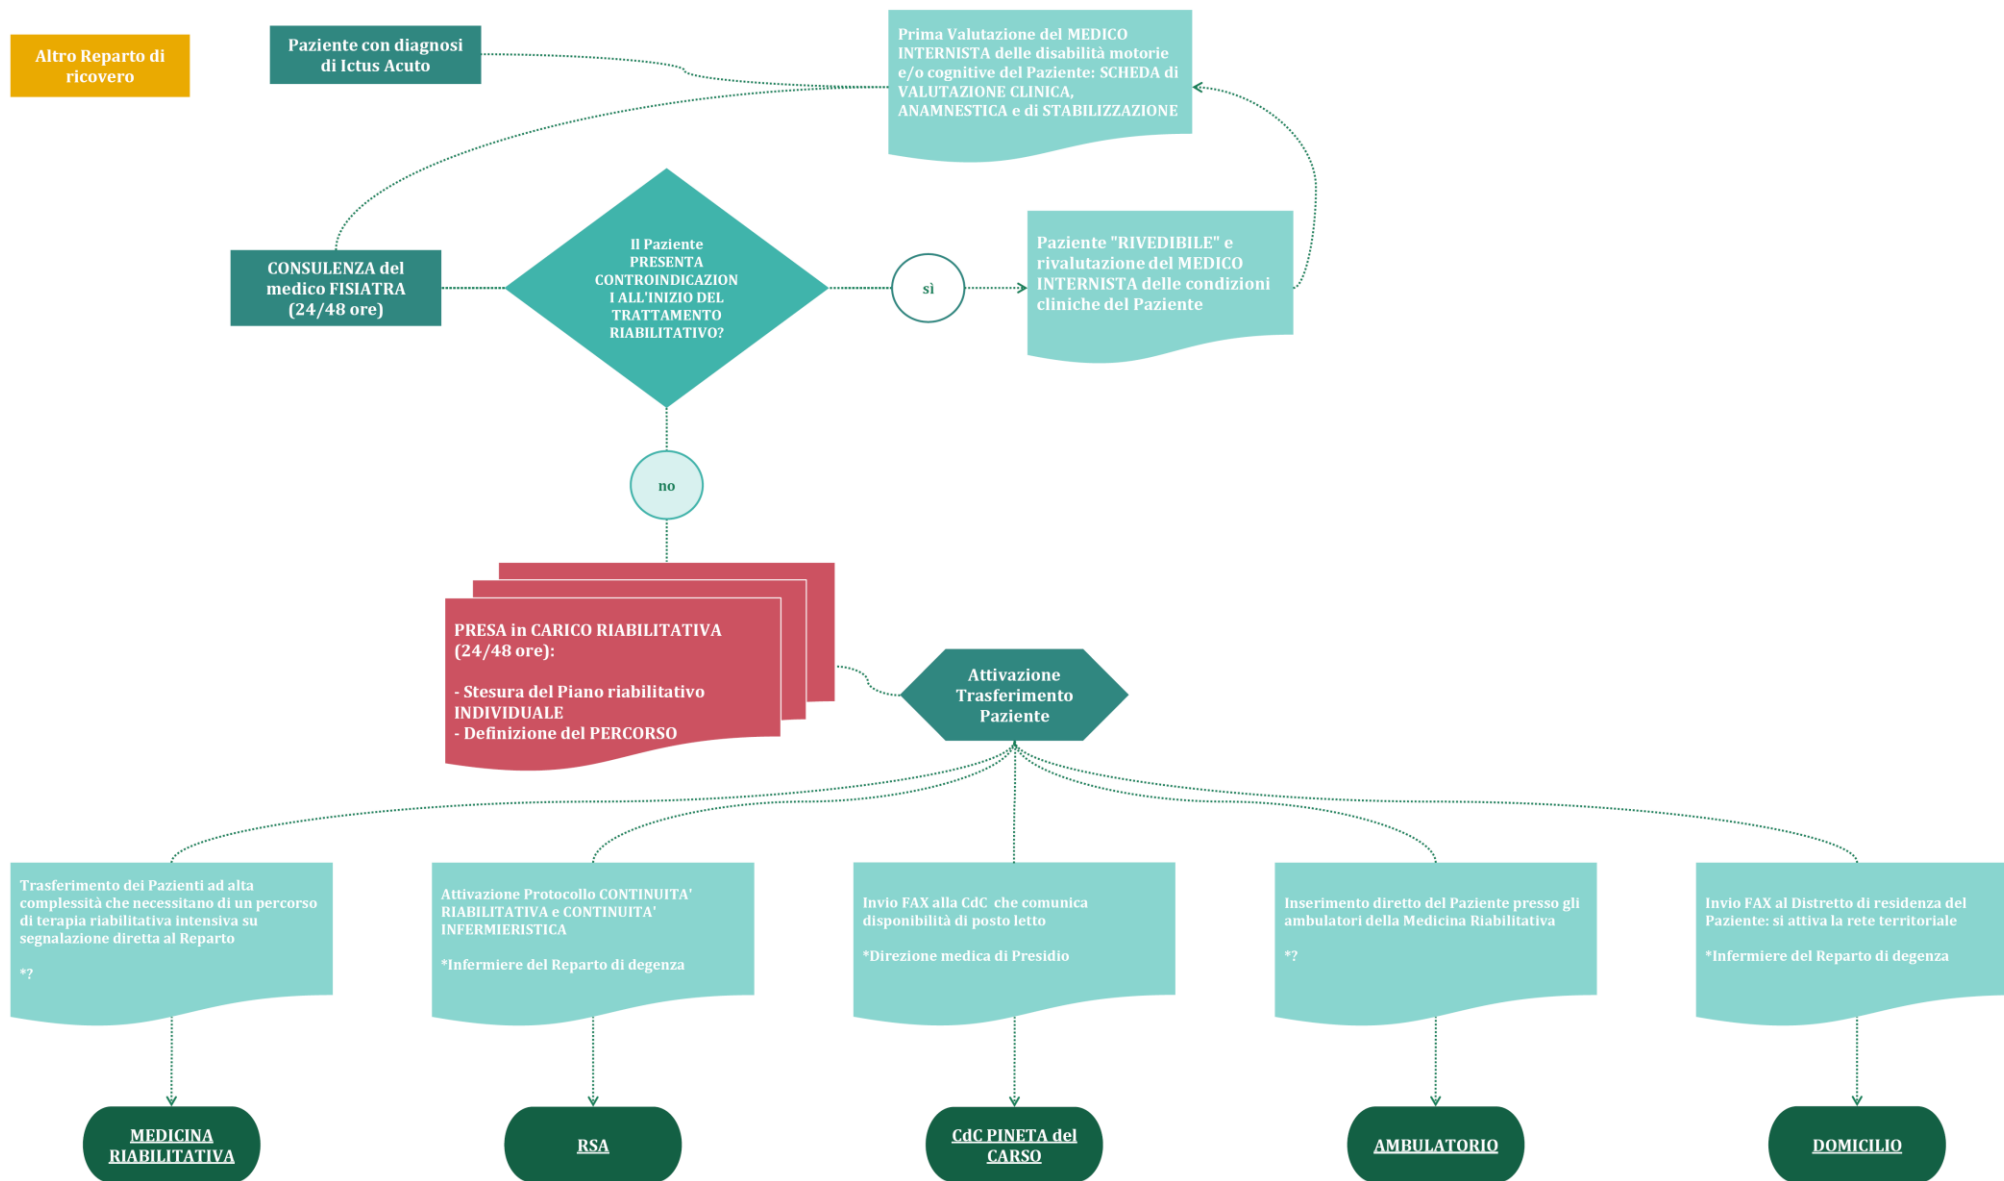 Altro Reparto di
ricovero
Paziente con diagnosi
di Ictus Acuto
Prima Valutazione del MEDICO
INTERNISTA delle disabilità motorie
e/o cognitive del Paziente: SCHEDA di
VALUTAZIONE CLINICA,
ANAMNESTICA e di STABILIZZAZIONE
CONSULENZA del
medico FISIATRA
(24/48 ore)
Il Paziente
PRESENTA
CONTROINDICAZION
I ALL'INIZIO DEL
TRATTAMENTO
RIABILITATIVO?
sì
Paziente "RIVEDIBILE" e
rivalutazione del MEDICO
INTERNISTA delle condizioni
cliniche del Paziente
no
PRESA in CARICO RIABILITATIVA
(24/48 ore):
- Stesura del Piano riabilitativo
INDIVIDUALE
- Definizione del PERCORSO
Attivazione
Trasferimento
Paziente
Trasferimento dei Pazienti ad alta
complessità che necessitano di un percorso
di terapia riabilitativa intensiva su
segnalazione diretta al Reparto
*?
Attivazione Protocollo CONTINUITA'
RIABILITATIVA e CONTINUITA'
INFERMIERISTICA
*Infermiere del Reparto di degenza
Invio FAX alla CdC che comunica
disponibilità di posto letto
*Direzione medica di Presidio
Inserimento diretto del Paziente presso gli
ambulatori della Medicina Riabilitativa
*?
Invio FAX al Distretto di residenza del
Paziente: si attiva la rete territoriale
*Infermiere del Reparto di degenza
MEDICINA
RIABILITATIVA
RSA
CdC PINETA del
CARSO
AMBULATORIO
DOMICILIO